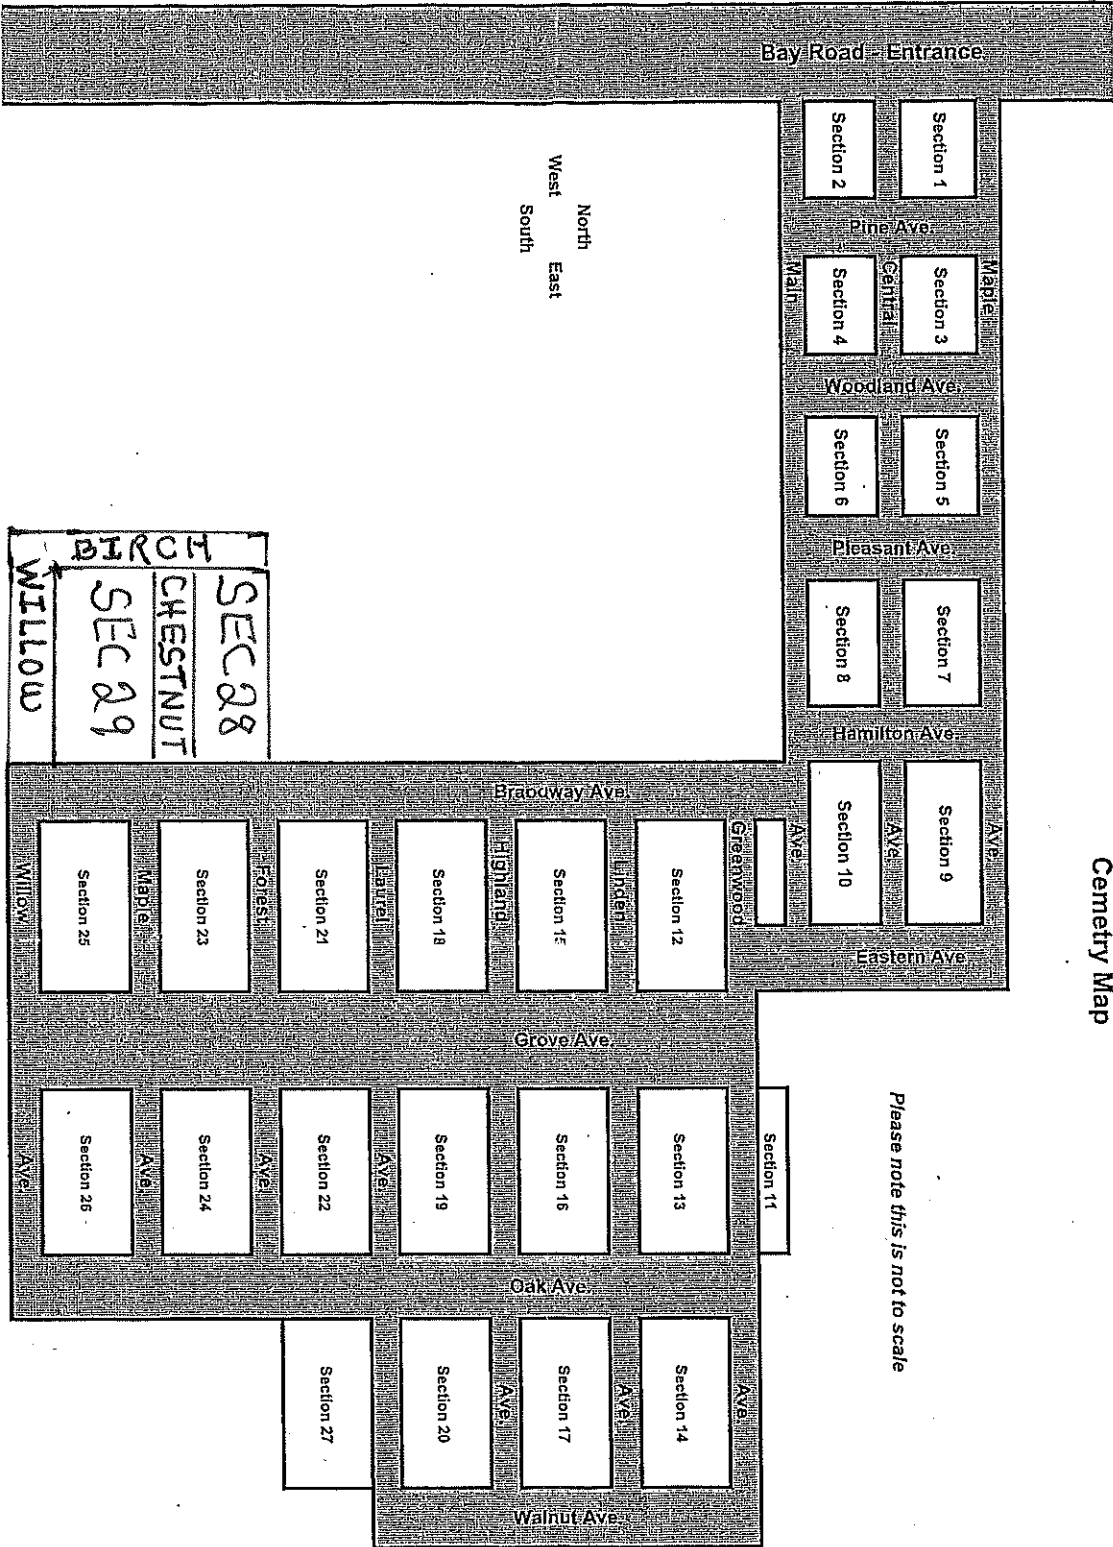 Cemetry Map
Please note this is not to scale
Bay Road - Entrance
Section 1
Section 2
Pine Ave.
Maple
Central
Main
Section 3
Section 4
Woodland Ave.
Section 5
Section 6
Pleasant Ave.
Section 7
Section 8
Hamilton Ave.
Section 9
Section 10
Ave.
Ave.
Ave.
Eastern Ave
North
West East
South
Braodway Ave.
Greenwood
Section 12
Linden
Section 15
Highland
Section 18
Laurel
Section 21
Forest
Section 23
Maple
Section 25
Willow
Grove Ave.
Section 11
Section 13
Section 16
Section 19
Ave.
Section 22
Ave.
Section 24
Ave.
Section 26
Ave.
Oak Ave.
Ave.
Section 14
Ave.
Section 17
Ave.
Section 20
Section 27
Walnut Ave.
BIRCH
SEC 28
CHESTNUT
SEC 29
WILLOW